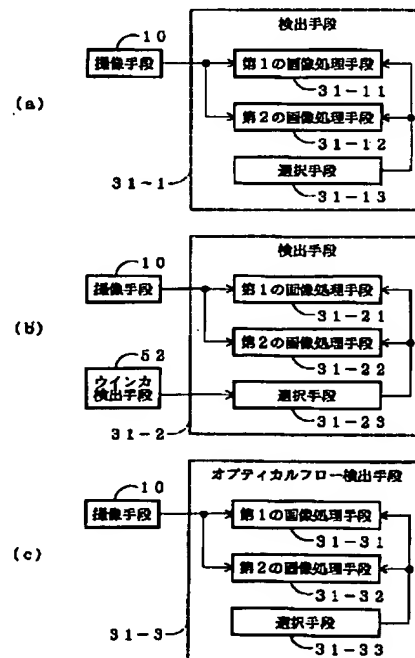 検出手段
10
撮像手段
第1の画像処理手段
31-11
(a)
第2の画像処理手段
31-12
選択手段
31-1
31-13
検出手段
10
撮像手段
第1の画像処理手段
31-21
(b)
52
第2の画像処理手段
31-22
ウインカ
検出手段
選択手段
31-2
31-23
オプティカルフロー検出手段
10
撮像手段
第1の画像処理手段
31-31
(c)
第2の画像処理手段
31-32
選択手段
31-3
31-33